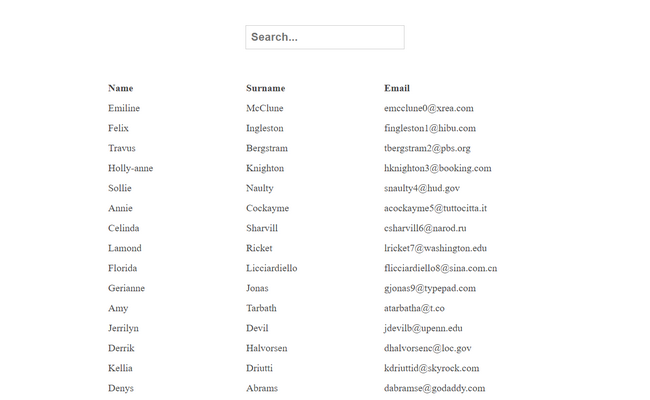 Search...
Name Surname Email
Emiline McClune emcclune0@xrea.com
Felix Ingleston fingleston1@hibu.com
Travus Bergstram tbergstram2@pbs.org
Holly-anne Knighton hknighton3@booking.com
Sollie Naulty snaulty4@hud.gov
Annie Cockayme acockayme5@tuttocitta.it
Celinda Sharvill csharvill6@narod.ru
Lamond Ricket lricket7@washington.edu
Florida Licciardiello flicciardiello8@sina.com.cn
Gerianne Jonas gjonas9@typepad.com
Amy Tarbath atarbatha@t.co
Jerrilyn Devil jdevilb@upenn.edu
Derrik Halvorsen dhalvorsenc@loc.gov
Kellia Driutti kdriuttid@skyrock.com
Denys Abrams dabramse@godaddy.com